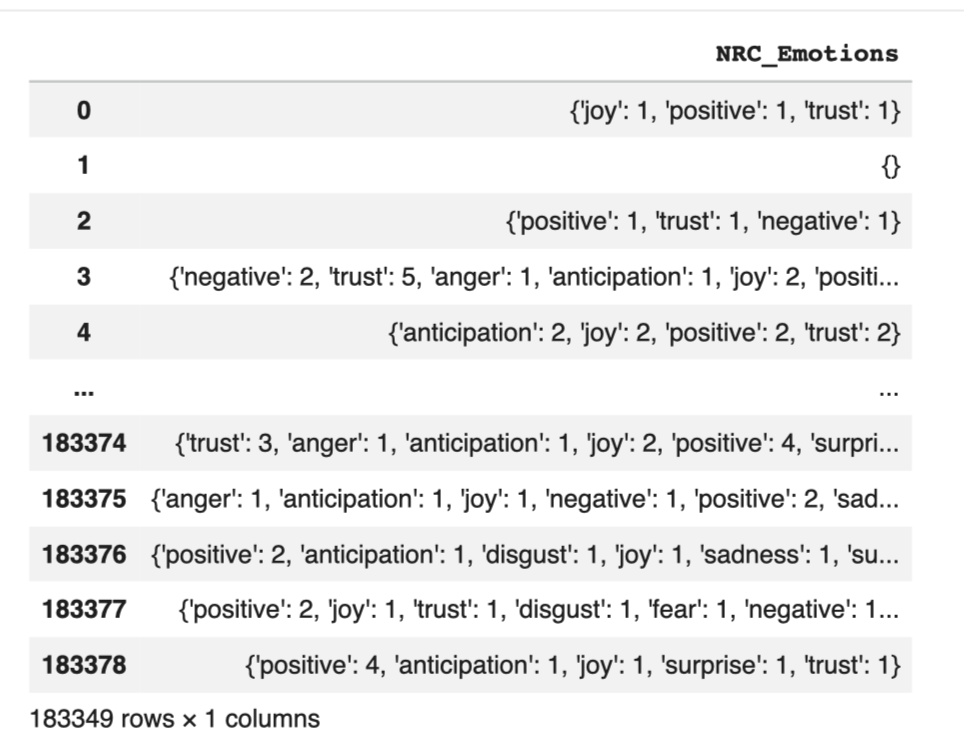 NRC_Emotions
0 {'joy': 1, 'positive': 1, 'trust': 1}
1 {}
2 {'positive': 1, 'trust': 1, 'negative': 1}
3 {'negative': 2, 'trust': 5, 'anger': 1, 'anticipation': 1, 'joy': 2, 'positi...
4 {'anticipation': 2, 'joy': 2, 'positive': 2, 'trust': 2}
... ...
183374 {'trust': 3, 'anger': 1, 'anticipation': 1, 'joy': 2, 'positive': 4, 'surpri...
183375 {'anger': 1, 'anticipation': 1, 'joy': 1, 'negative': 1, 'positive': 2, 'sad...
183376 {'positive': 2, 'anticipation': 1, 'disgust': 1, 'joy': 1, 'sadness': 1, 'su...
183377 {'positive': 2, 'joy': 1, 'trust': 1, 'disgust': 1, 'fear': 1, 'negative': 1...
183378 {'positive': 4, 'anticipation': 1, 'joy': 1, 'surprise': 1, 'trust': 1}
183349 rows × 1 columns